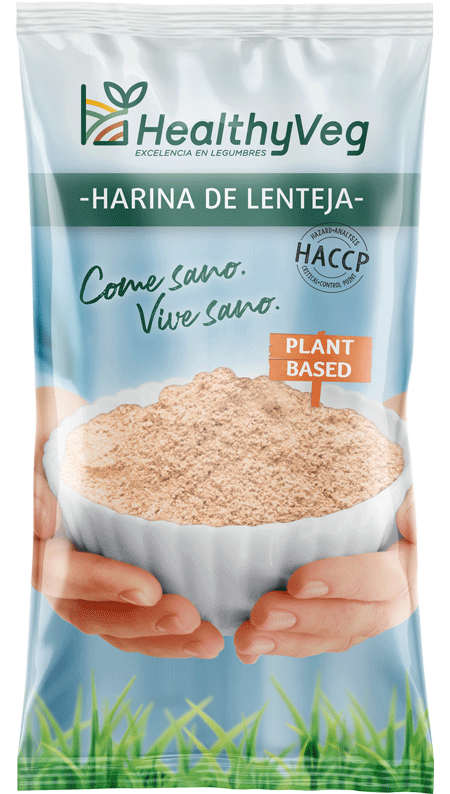 HealthyVeg
EXCELENCIA EN LEGUMBRES
-HARINA DE LENTEJA-
HAZARD•ANALYSIS
HACCP
CRITICAL•CONTROL POINT
Come sano.
Vive sano.
PLANT
BASED